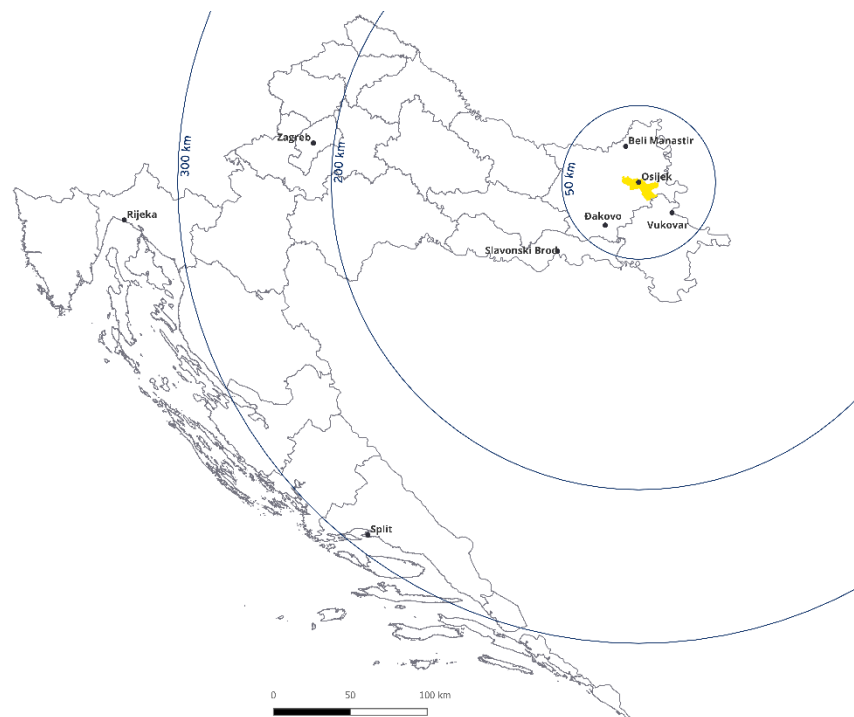 Zagreb
Beli Manastir
300 km
200 km
50 km
Osijek
Rijeka
Đakovo
Vukovar
Slavonski Brod
Split
0 50 100 km